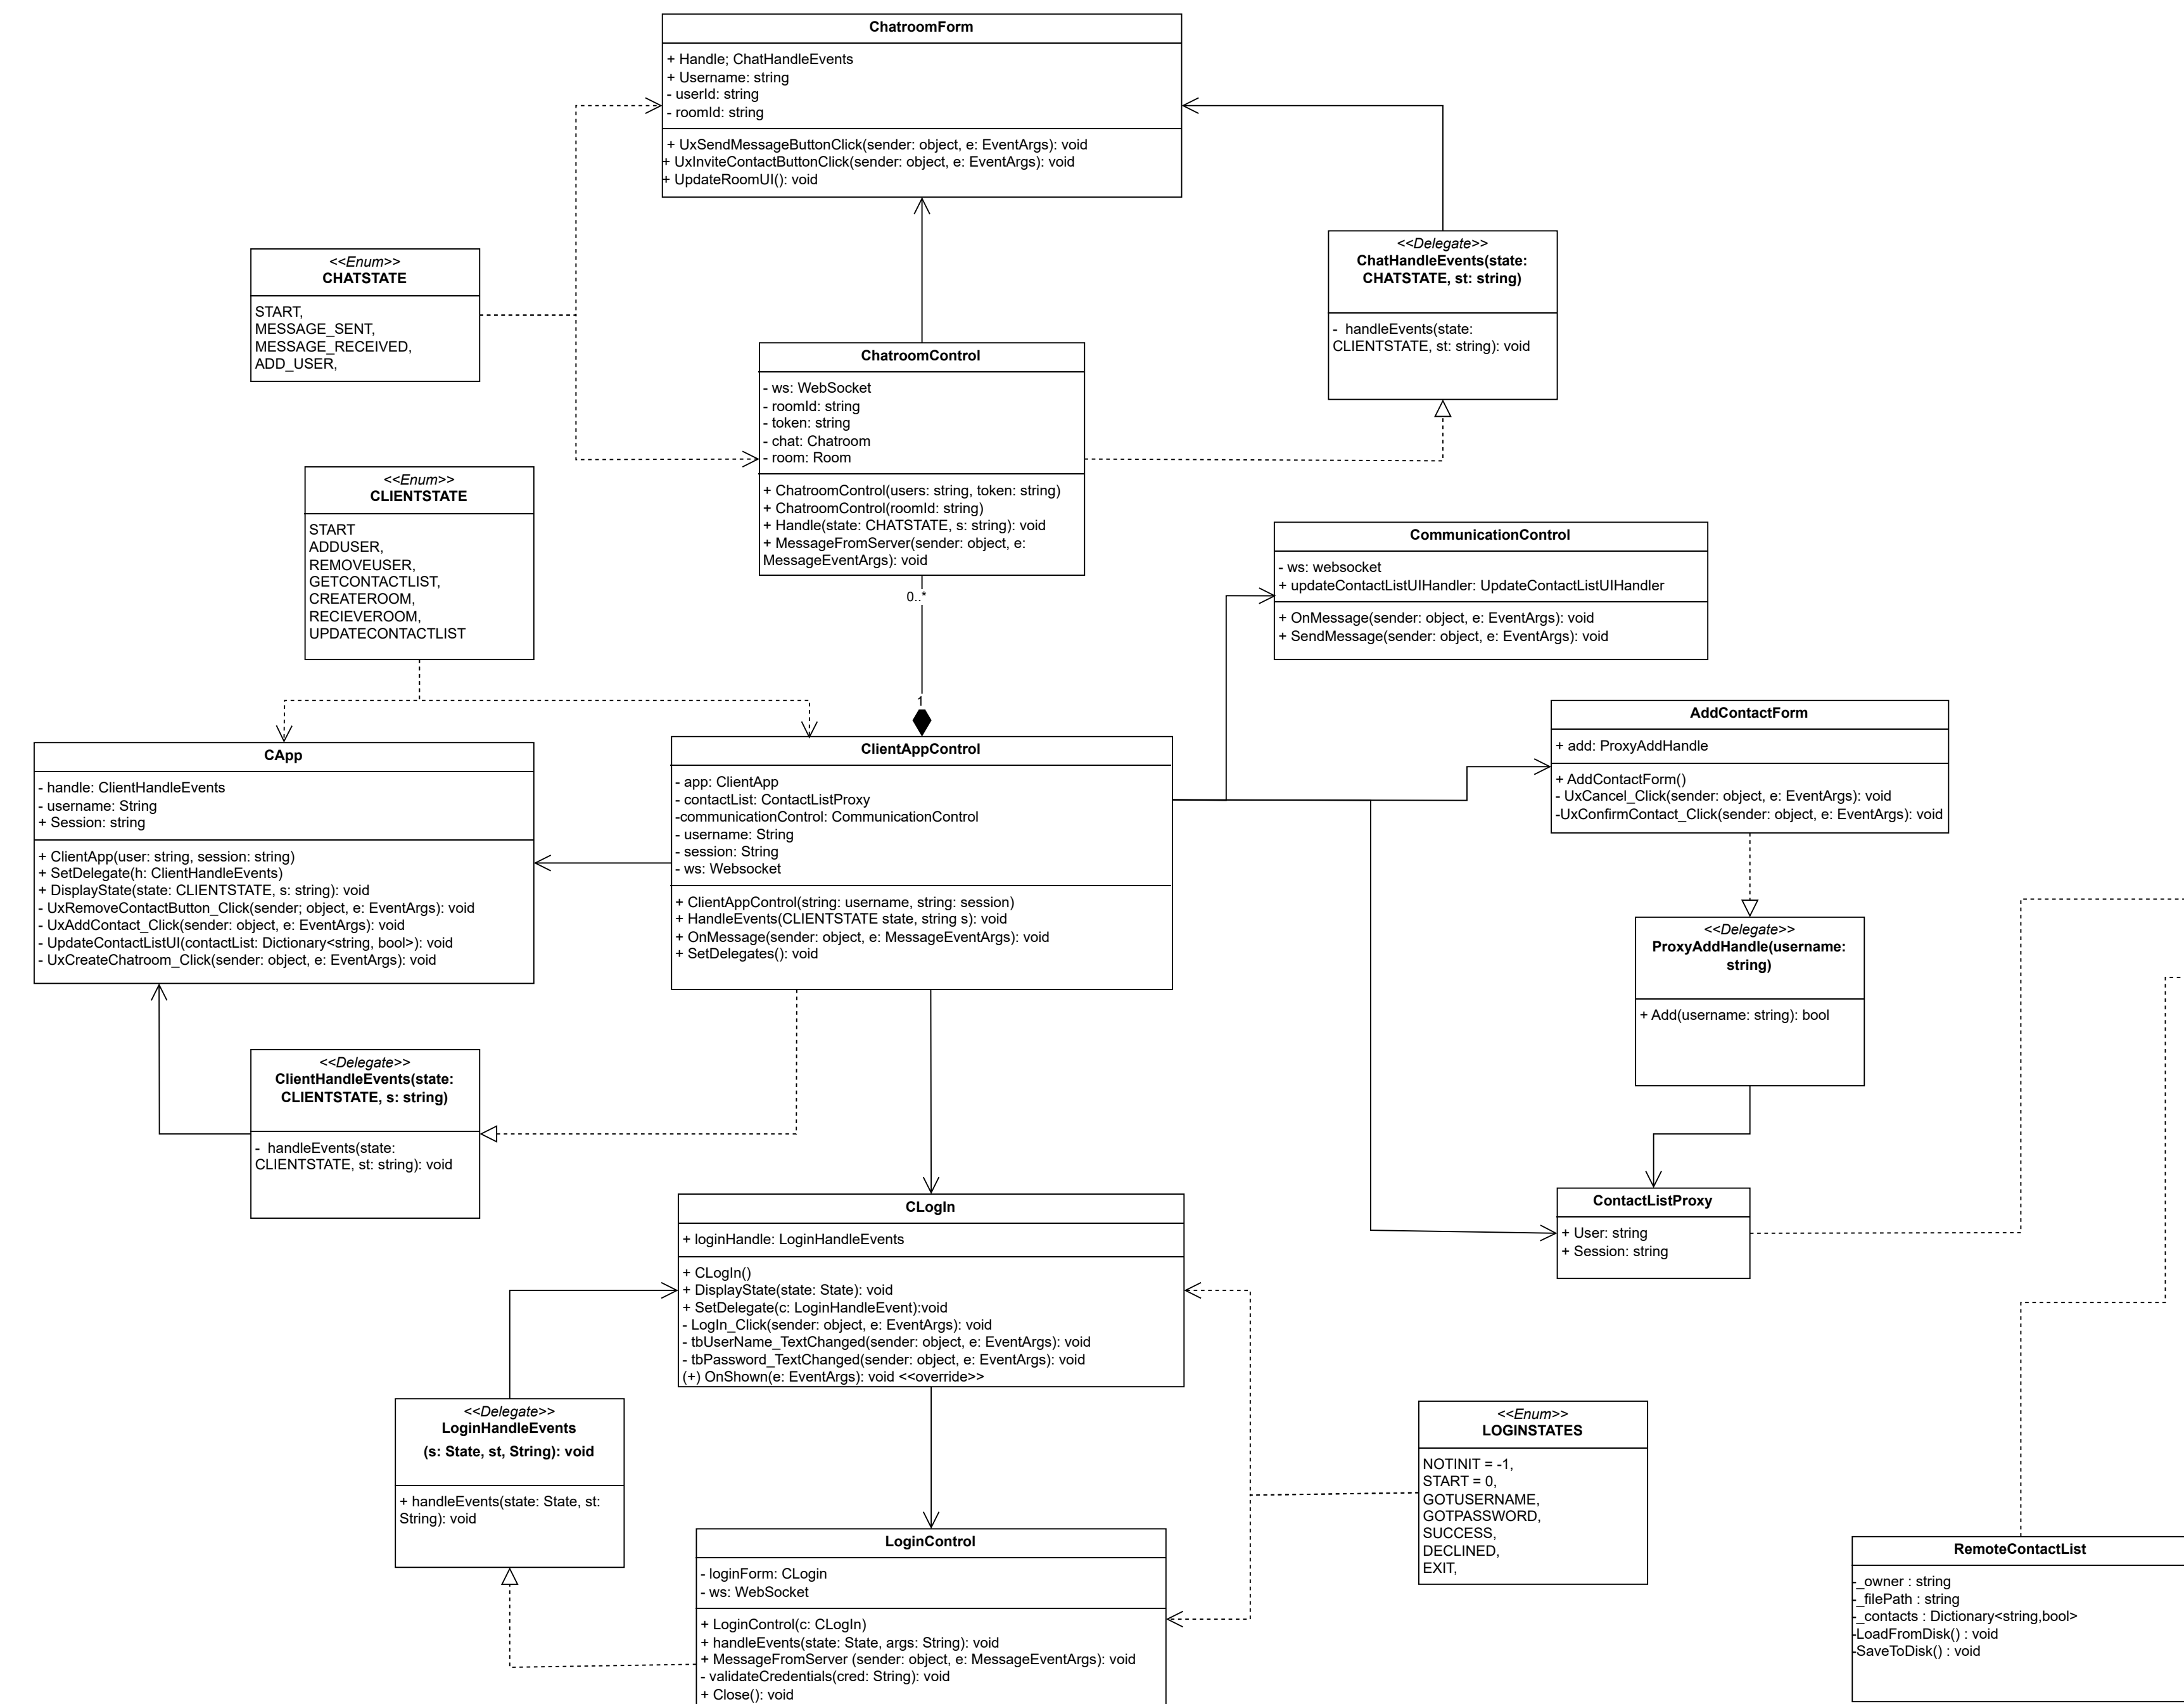 ChatroomForm
+ Handle; ChatHandleEvents
+ Username: string
- userId: string
- roomId: string
+ UxSendMessageButtonClick(sender: object, e: EventArgs): void
+ UxInviteContactButtonClick(sender: object, e: EventArgs): void
+ UpdateRoomUI(): void
<<Delegate>>
ChatHandleEvents(state:
CHATSTATE, st: string)
- handleEvents(state:
CLIENTSTATE, st: string): void
<<Enum>>
CHATSTATE
START,
MESSAGE_SENT,
MESSAGE_RECEIVED,
ADD_USER,
ChatroomControl
- ws: WebSocket
- roomId: string
- token: string
- chat: Chatroom
- room: Room
+ ChatroomControl(users: string, token: string)
+ ChatroomControl(roomId: string)
+ Handle(state: CHATSTATE, s: string): void
+ MessageFromServer(sender: object, e:
MessageEventArgs): void
0..*
1
<<Enum>>
CLIENTSTATE
START
ADDUSER,
REMOVEUSER,
GETCONTACTLIST,
CREATEROOM,
RECIEVEROOM,
UPDATECONTACTLIST
CommunicationControl
- ws: websocket
+ updateContactListUIHandler: UpdateContactListUIHandler
+ OnMessage(sender: object, e: EventArgs): void
+ SendMessage(sender: object, e: EventArgs): void
AddContactForm
+ add: ProxyAddHandle
+ AddContactForm()
- UxCancel_Click(sender: object, e: EventArgs): void
-UxConfirmContact_Click(sender: object, e: EventArgs): void
CApp
- handle: ClientHandleEvents
- username: String
+ Session: string
+ ClientApp(user: string, session: string)
+ SetDelegate(h: ClientHandleEvents)
+ DisplayState(state: CLIENTSTATE, s: string): void
- UxRemoveContactButton_Click(sender; object, e: EventArgs): void
- UxAddContact_Click(sender: object, e: EventArgs): void
- UpdateContactListUI(contactList: Dictionary<string, bool>): void
- UxCreateChatroom_Click(sender: object, e: EventArgs): void
ClientAppControl
- app: ClientApp
- contactList: ContactListProxy
-communicationControl: CommunicationControl
- username: String
- session: String
- ws: Websocket
+ ClientAppControl(string: username, string: session)
+ HandleEvents(CLIENTSTATE state, string s): void
+ OnMessage(sender: object, e: MessageEventArgs): void
+ SetDelegates(): void
<<Delegate>>
ProxyAddHandle(username:
string)
+ Add(username: string): bool
<<Delegate>>
ClientHandleEvents(state:
CLIENTSTATE, s: string)
- handleEvents(state:
CLIENTSTATE, st: string): void
ContactListProxy
+ User: string
+ Session: string
CLogIn
+ loginHandle: LoginHandleEvents
+ CLogIn()
+ DisplayState(state: State): void
+ SetDelegate(c: LoginHandleEvent):void
- LogIn_Click(sender: object, e: EventArgs): void
- tbUserName_TextChanged(sender: object, e: EventArgs): void
- tbPassword_TextChanged(sender: object, e: EventArgs): void
(+) OnShown(e: EventArgs): void <<override>>
<<Delegate>>
LoginHandleEvents
(s: State, st, String): void
+ handleEvents(state: State, st:
String): void
<<Enum>>
LOGINSTATES
NOTINIT = -1,
START = 0,
GOTUSERNAME,
GOTPASSWORD,
SUCCESS,
DECLINED,
EXIT,
LoginControl
- loginForm: CLogin
- ws: WebSocket
+ LoginControl(c: CLogIn)
+ handleEvents(state: State, args: String): void
+ MessageFromServer (sender: object, e: MessageEventArgs): void
- validateCredentials(cred: String): void
+ Close(): void
RemoteContactList
-_owner : string
-_filePath : string
-_contacts : Dictionary<string,bool>
-LoadFromDisk() : void
-SaveToDisk() : void